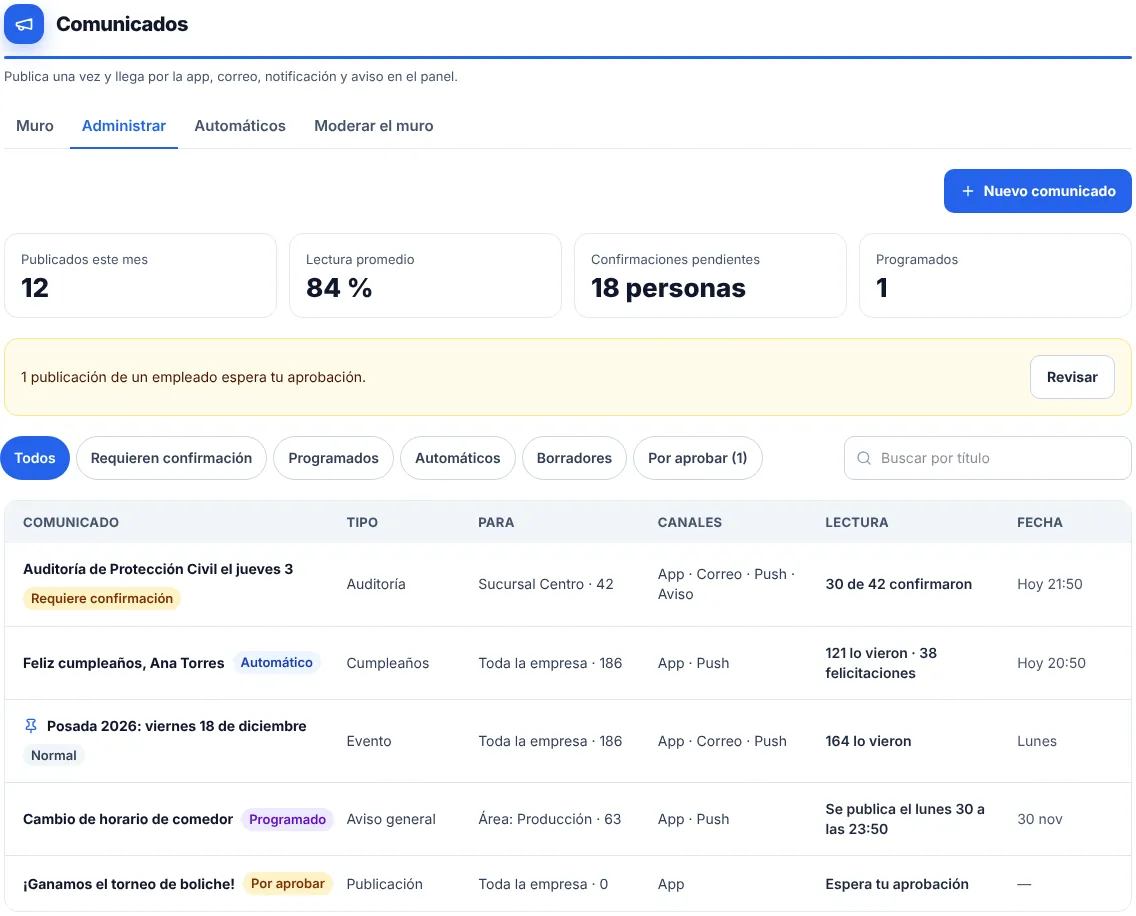 Comunicados
Publica una vez y llega por la app, correo, notificación y aviso en el panel.
Muro
Administrar
Automáticos
Moderar el muro
+ Nuevo comunicado
Publicados este mes
12
Lectura promedio
84 %
Confirmaciones pendientes
18 personas
Programados
1
1 publicación de un empleado espera tu aprobación.
Revisar
Todos
Requieren confirmación
Programados
Automáticos
Borradores
Por aprobar (1)
Buscar por título
COMUNICADO TIPO PARA CANALES LECTURA FECHA
Auditoría de Protección Civil el jueves 3
Requiere confirmación
Auditoría
Sucursal Centro · 42
App · Correo · Push ·
Aviso
30 de 42 confirmaron
Hoy 21:50
Feliz cumpleaños, Ana Torres
Automático
Cumpleaños
Toda la empresa · 186
App · Push
121 lo vieron · 38
felicitaciones
Hoy 20:50
Posada 2026: viernes 18 de diciembre
Normal
Evento
Toda la empresa · 186
App · Correo · Push
164 lo vieron
Lunes
Cambio de horario de comedor
Programado
Aviso general
Área: Producción · 63
App · Push
Se publica el lunes 30 a
las 23:50
30 nov
¡Ganamos el torneo de boliche!
Por aprobar
Publicación
Toda la empresa · 0
App
Espera tu aprobación
—